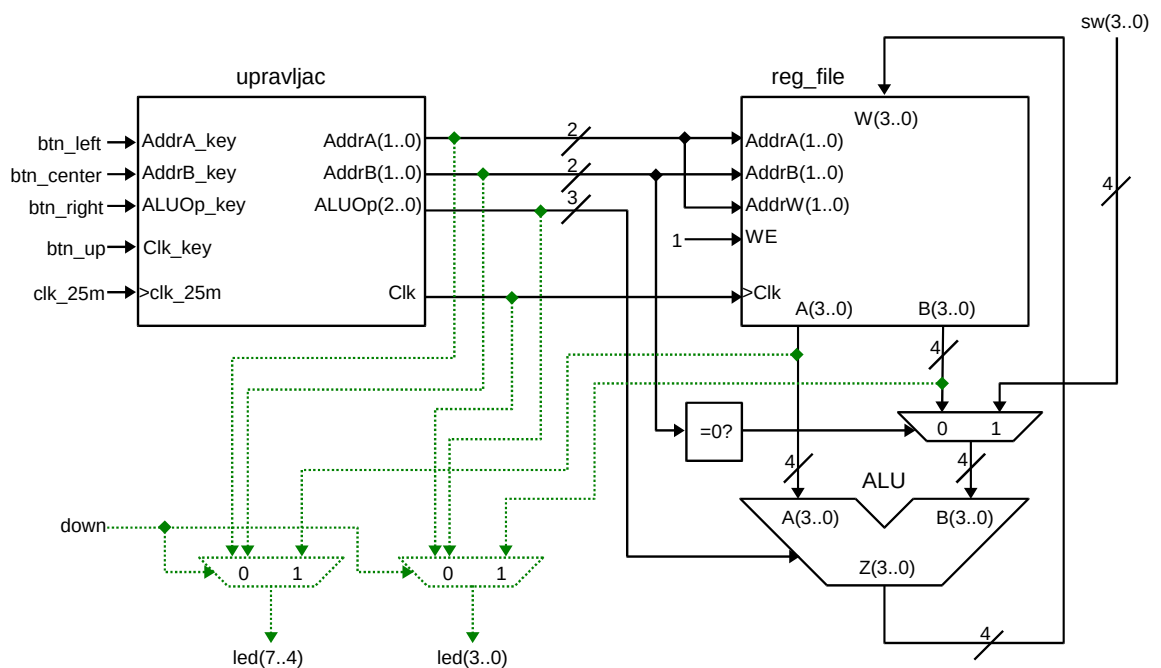 sw(3..0)
upravljac
reg_file
btn_left
AddrA_key
AddrA(1..0)
2
AddrA(1..0)
W(3..0)
btn_center
AddrB_key
AddrB(1..0)
2
AddrB(1..0)
4
btn_right
ALUOp_key
ALUOp(2..0)
3
AddrW(1..0)
btn_up
Clk_key
1
WE
clk_25m
>clk_25m
Clk
>Clk
A(3..0)
B(3..0)
4
=0?
0
1
4
ALU
4
down
A(3..0)
B(3..0)
0
1
0
1
Z(3..0)
4
led(7..4)
led(3..0)